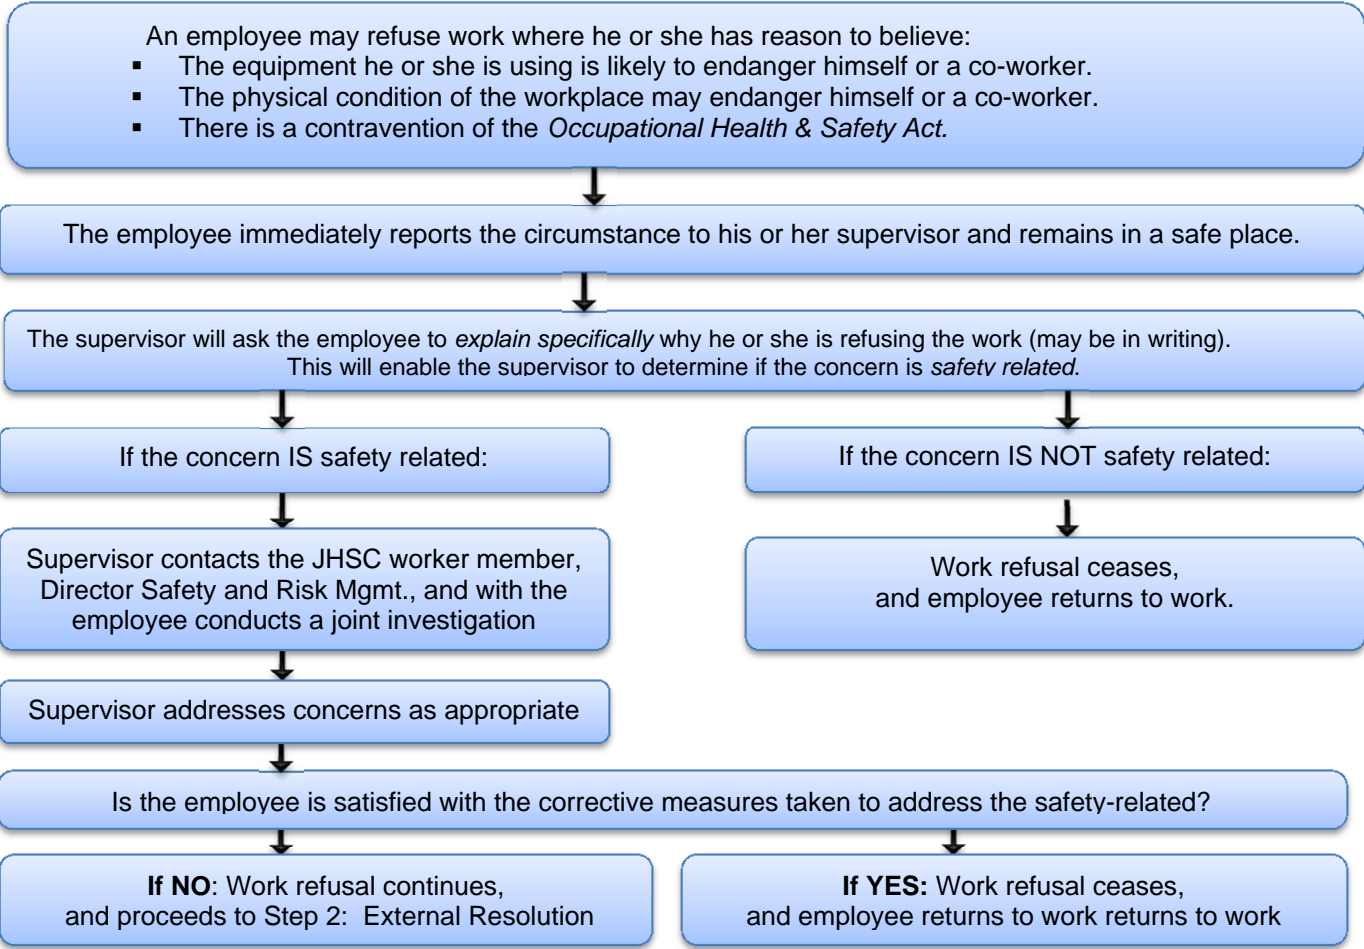 An employee may refuse work where he or she has reason to believe:
▪ The equipment he or she is using is likely to endanger himself or a co-worker.
▪ The physical condition of the workplace may endanger himself or a co-worker.
▪ There is a contravention of the Occupational Health & Safety Act.
The employee immediately reports the circumstance to his or her supervisor and remains in a safe place.
The supervisor will ask the employee to explain specifically why he or she is refusing the work (may be in writing).
This will enable the supervisor to determine if the concern is safety related.
If the concern IS safety related:
If the concern IS NOT safety related:
Supervisor contacts the JHSC worker member,
Director Safety and Risk Mgmt., and with the
employee conducts a joint investigation
Work refusal ceases,
and employee returns to work.
Supervisor addresses concerns as appropriate
Is the employee is satisfied with the corrective measures taken to address the safety-related?
If NO: Work refusal continues,
and proceeds to Step 2: External Resolution
If YES: Work refusal ceases,
and employee returns to work returns to work